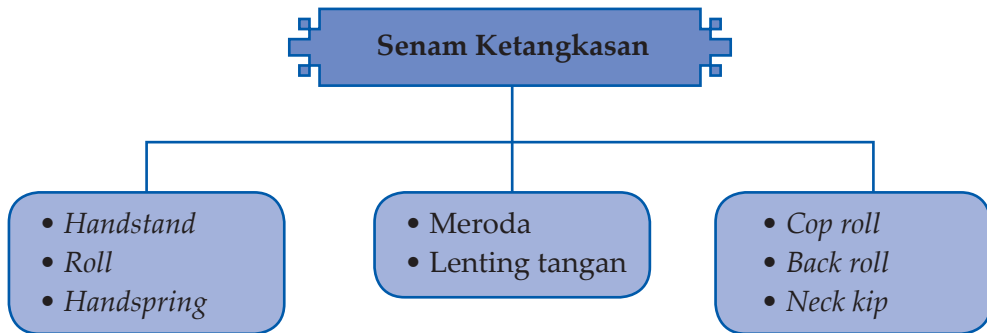 Senam Ketangkasan
• Handstand
• Roll
• Handspring
• Meroda
• Lenting tangan
• Cop roll
• Back roll
• Neck kip